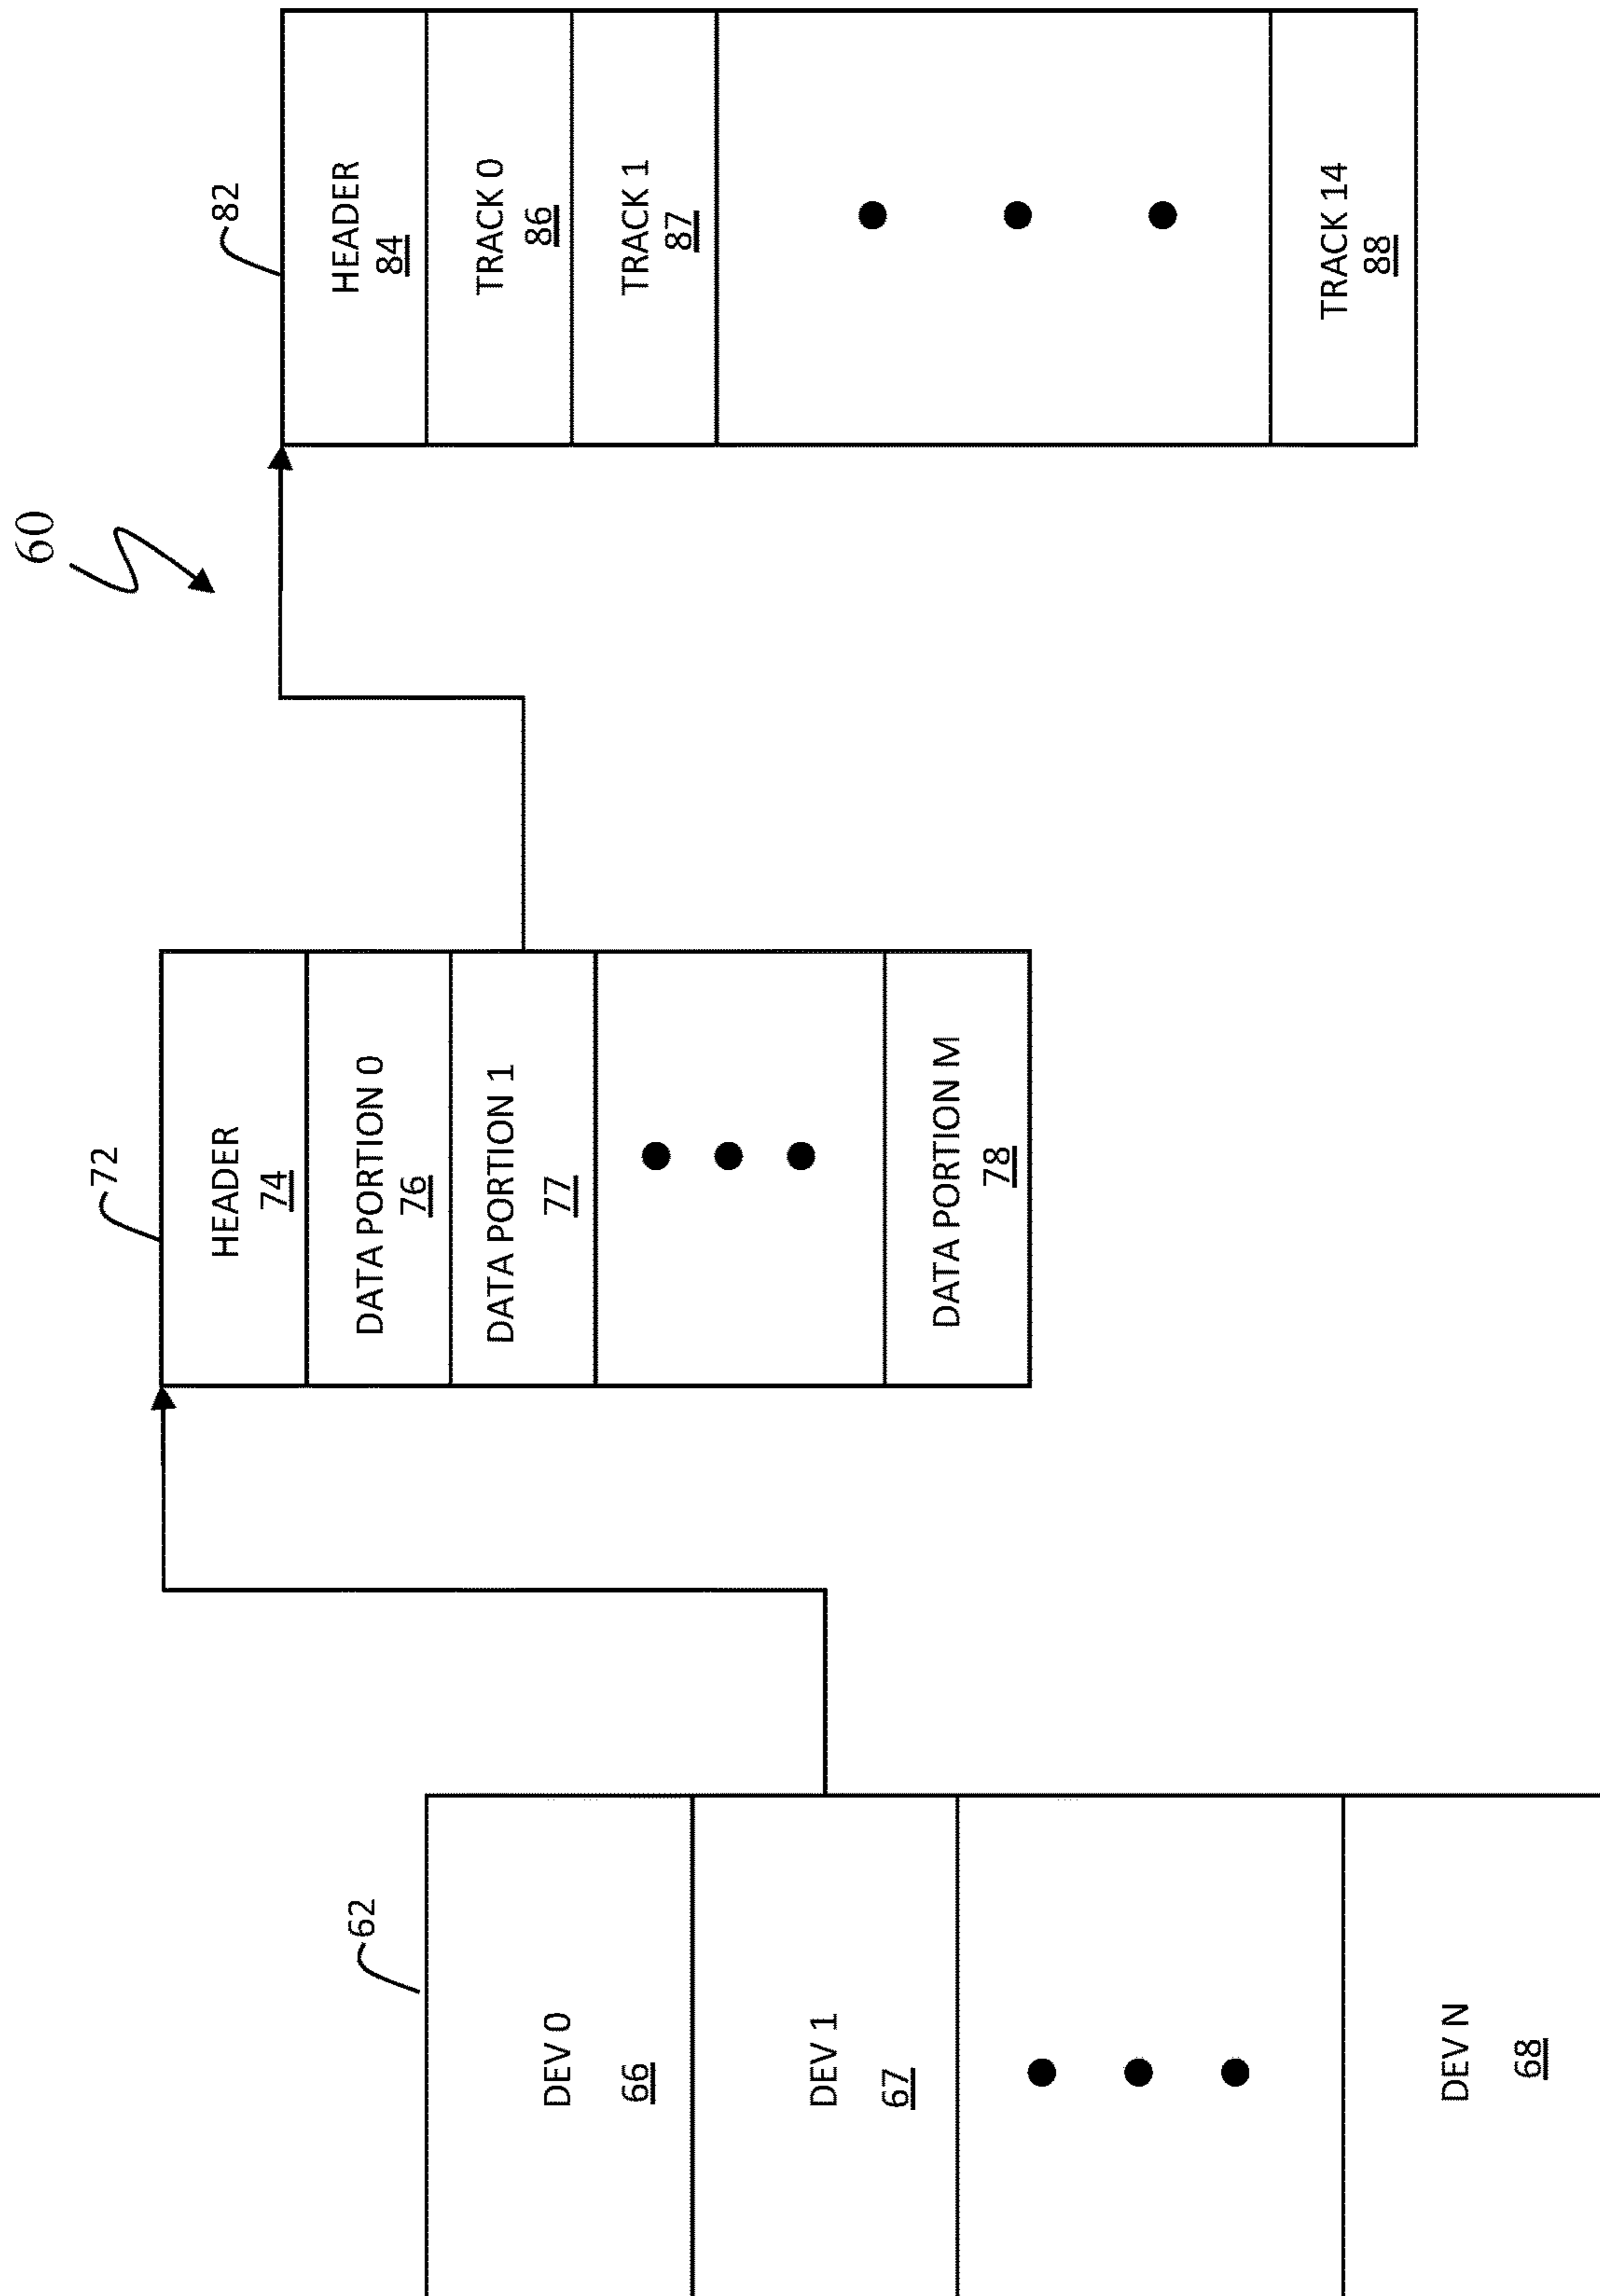 60
62
DEV 0
66
DEV 1
67
DEV N
68
72
HEADER
74
DATA PORTION 0
76
DATA PORTION 1
77
DATA PORTION M
78
82
HEADER
84
TRACK 0
86
TRACK 1
87
TRACK 14
88